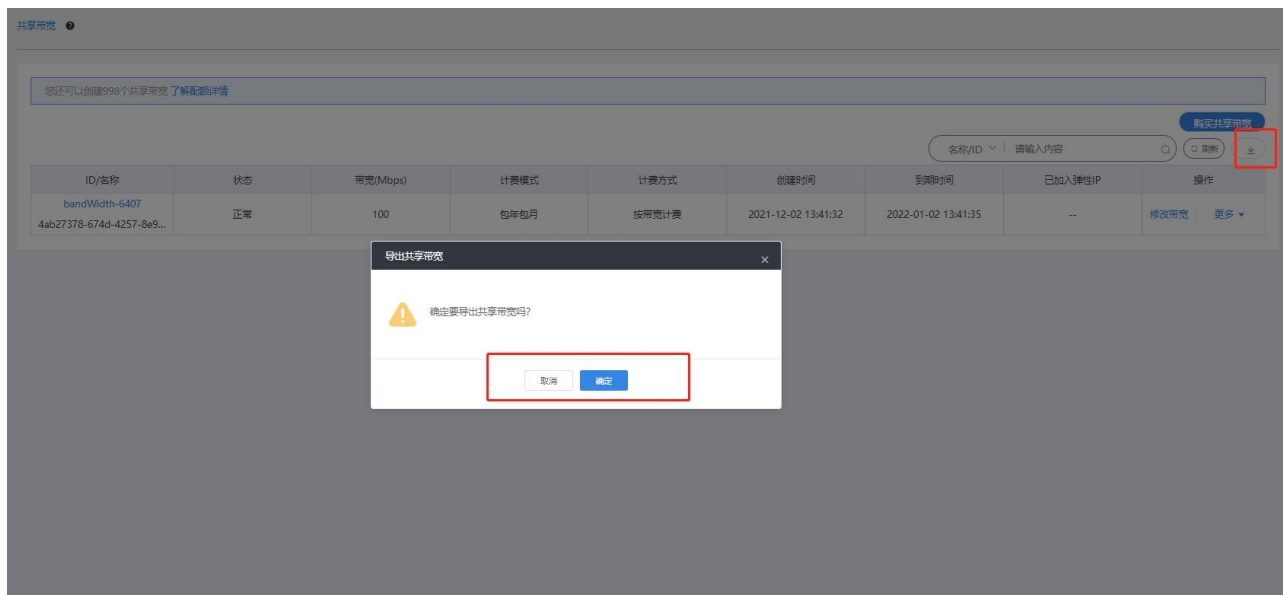 共享带宽
您还可以创建998个共享带宽 了解配额详情
购买共享带宽
名称/ID 请输入内容 刷新
ID/名称 状态 带宽(Mbps) 计费模式 计费方式 创建时间 到期时间 已加入弹性IP 操作
bandWidth-6407
4ab27378-674d-4257-8e9... 正常 100 包年包月 按带宽计费 2021-12-02 13:41:32 2022-01-02 13:41:35 -- 修改带宽 更多
导出共享带宽
确定要导出共享带宽吗?
取消 确定